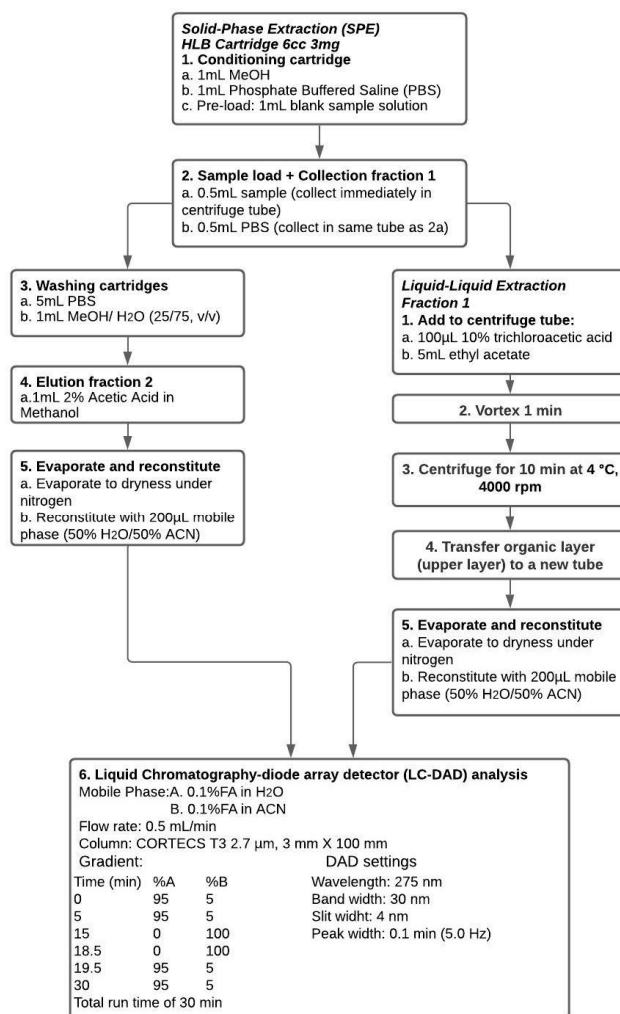 Solid-Phase Extraction (SPE)
HLB Cartridge 6cc 3mg
1. Conditioning cartridge
a. 1mL MeOH
b. 1mL Phosphate Buffered Saline (PBS)
c. Pre-load: 1mL blank sample solution
2. Sample load + Collection fraction 1
a. 0.5mL sample (collect immediately in
centrifuge tube)
b. 0.5mL PBS (collect in same tube as 2a)
3. Washing cartridges
a. 5mL PBS
b. 1mL MeOH/ H2O (25/75, v/v)
4. Elution fraction 2
a.1mL 2% Acetic Acid in
Methanol
5. Evaporate and reconstitute
a. Evaporate to dryness under
nitrogen
b. Reconstitute with 200µL mobile
phase (50% H2O/50% ACN)
Liquid-Liquid Extraction
Fraction 1
1. Add to centrifuge tube:
a. 100µL 10% trichloroacetic acid
b. 5mL ethyl acetate
2. Vortex 1 min
3. Centrifuge for 10 min at 4 °C,
4000 rpm
4. Transfer organic layer
(upper layer) to a new tube
5. Evaporate and reconstitute
a. Evaporate to dryness under
nitrogen
b. Reconstitute with 200µL mobile
phase (50% H2O/50% ACN)
6. Liquid Chromatography-diode array detector (LC-DAD) analysis
Mobile Phase:A. 0.1%FA in H2O
B. 0.1%FA in ACN
Flow rate: 0.5 mL/min
Column: CORTECS T3 2.7 µm, 3 mm X 100 mm
Gradient:
Time (min) %A %B
0 95 5
5 95 5
15 0 100
18.5 0 100
19.5 95 5
30 95 5
Total run time of 30 min
DAD settings
Wavelength: 275 nm
Band width: 30 nm
Slit widht: 4 nm
Peak width: 0.1 min (5.0 Hz)